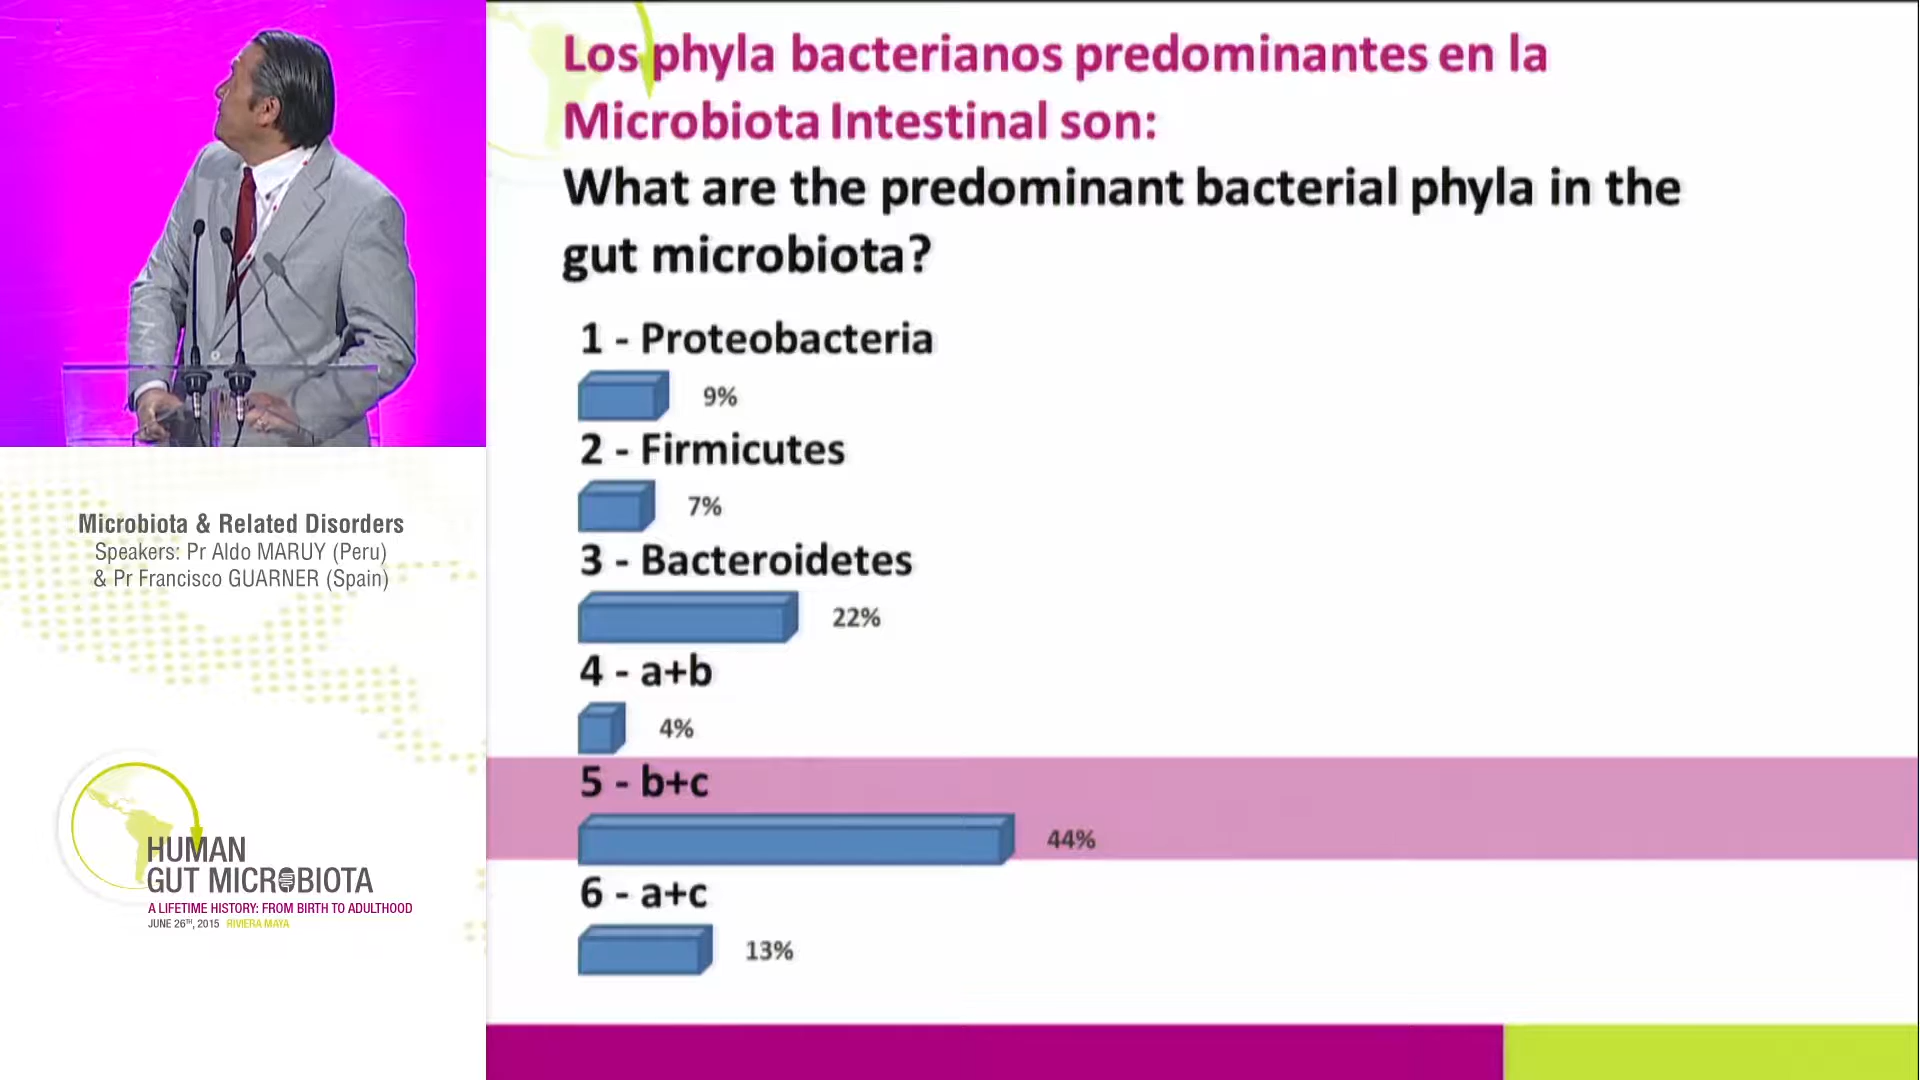 Los phyla bacterianos predominantes en la
Microbiota Intestinal son:
What are the predominant bacterial phyla in the
gut microbiota?
1 - Proteobacteria
9%
2 - Firmicutes
7%
3 - Bacteroidetes
22%
4 - a+b
4%
5 - b+c
44%
6 - a+c
13%
Microbiota & Related Disorders
Speakers: Pr Aldo MARUY (Peru)
& Pr Francisco GUARNER (Spain)
HUMAN
GUT MICROBIOTA
A LIFETIME HISTORY: FROM BIRTH TO ADULTHOOD
JUNE 26TH, 2015 RIVIERA MAYA